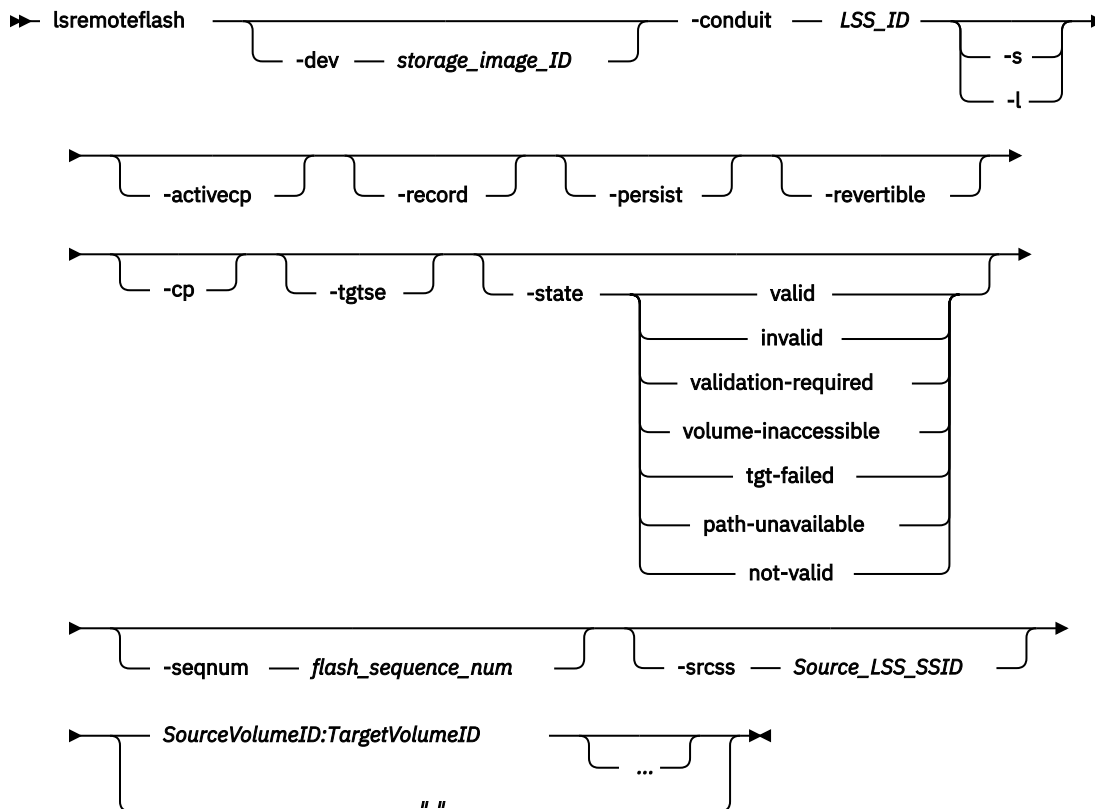 lsremoteflash -dev storage_image_ID -conduit LSS_ID -s -l
-activecp -record -persist -revertible
-cp -tgtse -state valid
invalid
validation-required
volume-inaccessible
tgt-failed
path-unavailable
not-valid
-seqnum flash_sequence_num -srcss Source_LSS_SSID
SourceVolumeID:TargetVolumeID ...